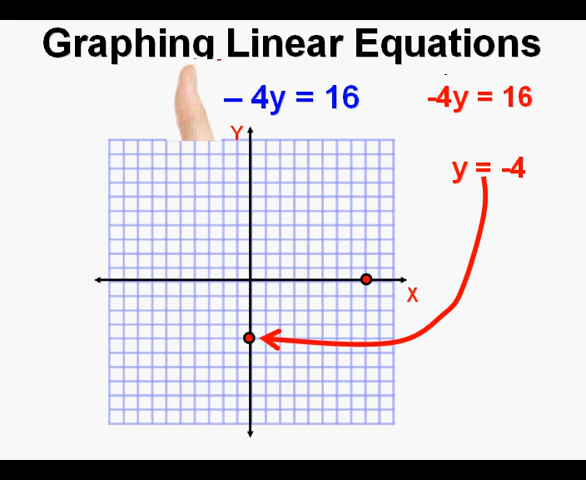 Graphing Linear Equations
– 4y = 16
-4y = 16
Y
y = -4
X